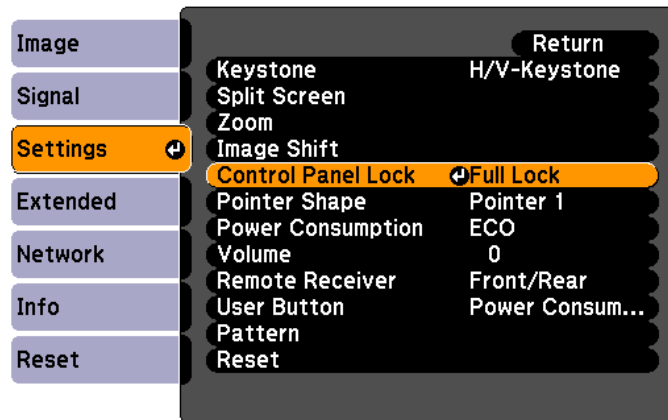 Image
Signal
Settings
Extended
Network
Info
Reset
Return
Keystone H/V-Keystone
Split Screen
Zoom
Image Shift
Control Panel Lock Full Lock
Pointer Shape Pointer 1
Power Consumption ECO
Volume 0
Remote Receiver Front/Rear
User Button Power Consum...
Pattern
Reset